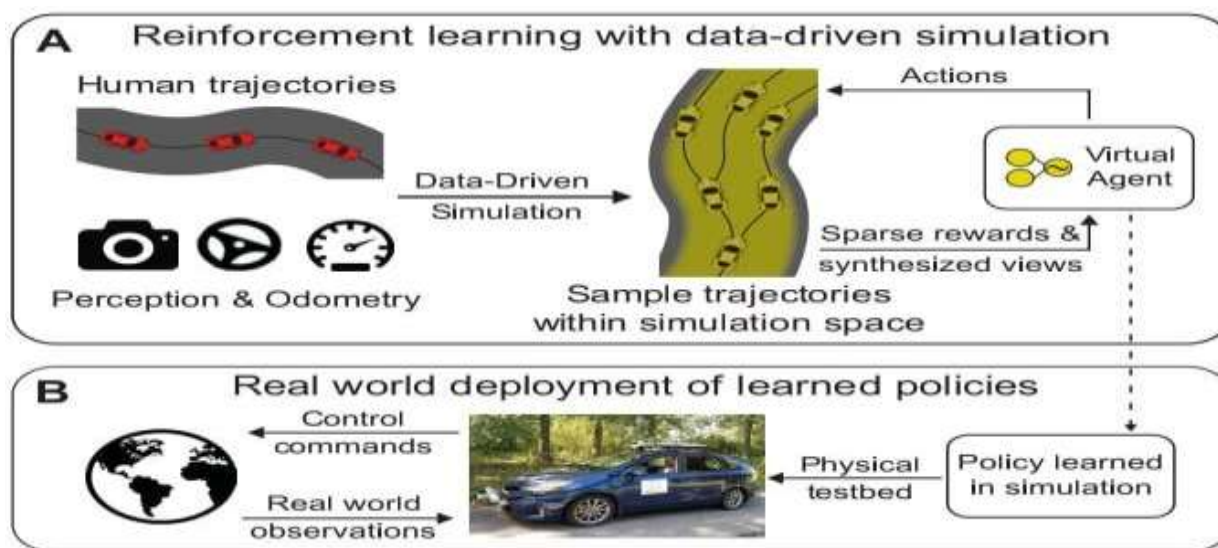 A
Reinforcement learning with data-driven simulation
Human trajectories
Perception & Odometry
Data-Driven
Simulation
Sample trajectories
within simulation space
Actions
Virtual
Agent
Sparse rewards &
synthesized views
B
Real world deployment of learned policies
Control
commands
Real world
observations
Physical
testbed
Policy learned
in simulation